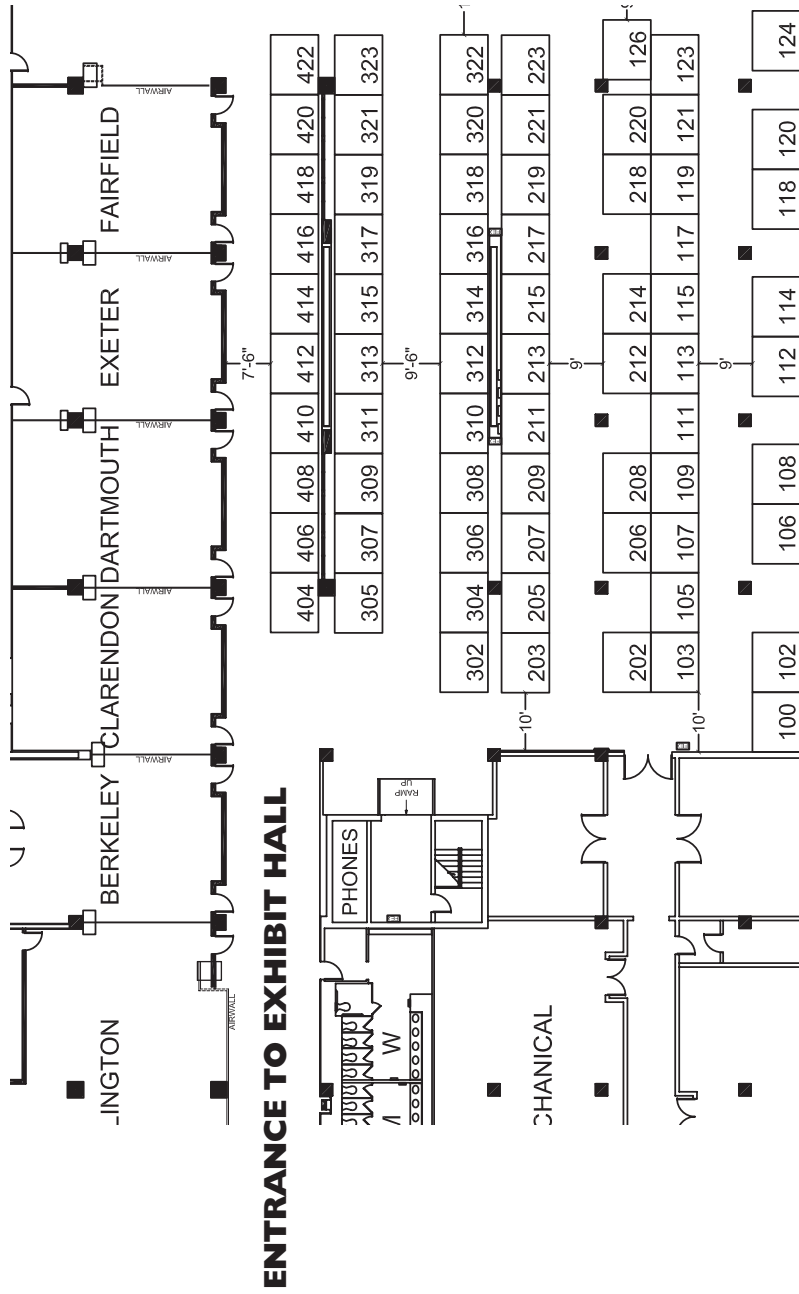 LINGTON BERKELEY CLARENDON DARTMOUTH EXETER FAIRFIELD
AIRWALL AIRWALL AIRWALL AIRWALL AIRWALL
AIRWALL
7'-6"
ENTRANCE TO EXHIBIT HALL
404 406 408 410 412 414 416 418 420 422
PHONES
305 307 309 311 313 315 317 319 321 323
W
RAMP
UP
9'-6"
302 304 306 308 310 312 314 316 318 320 322
10'
203 205 207 209 211 213 215 217 219 221 223
CHANICAL
9'
202 206 208 212 214 218 220 126
103 105 107 109 111 113 115 117 119 121 123
10'
9'
100 102 106 108 112 114 118 120 124